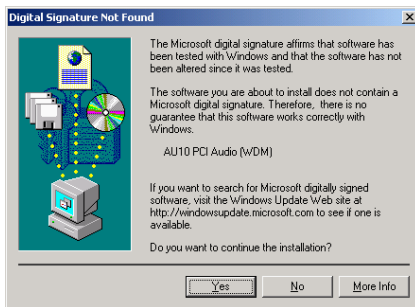 Digital Signature Not Found
The Microsoft digital signature affirms that software has
been tested with Windows and that the software has not
been altered since it was tested.
The software you are about to install does not contain a
Microsoft digital signature. Therefore, there is no
guarantee that this software works correctly with
Windows.
AU10 PCI Audio (WDM)
If you want to search for Microsoft digitally signed
software, visit the Windows Update Web site at
http://windowsupdate.microsoft.com to see if one is
available.
Do you want to continue the installation?
Yes No More Info